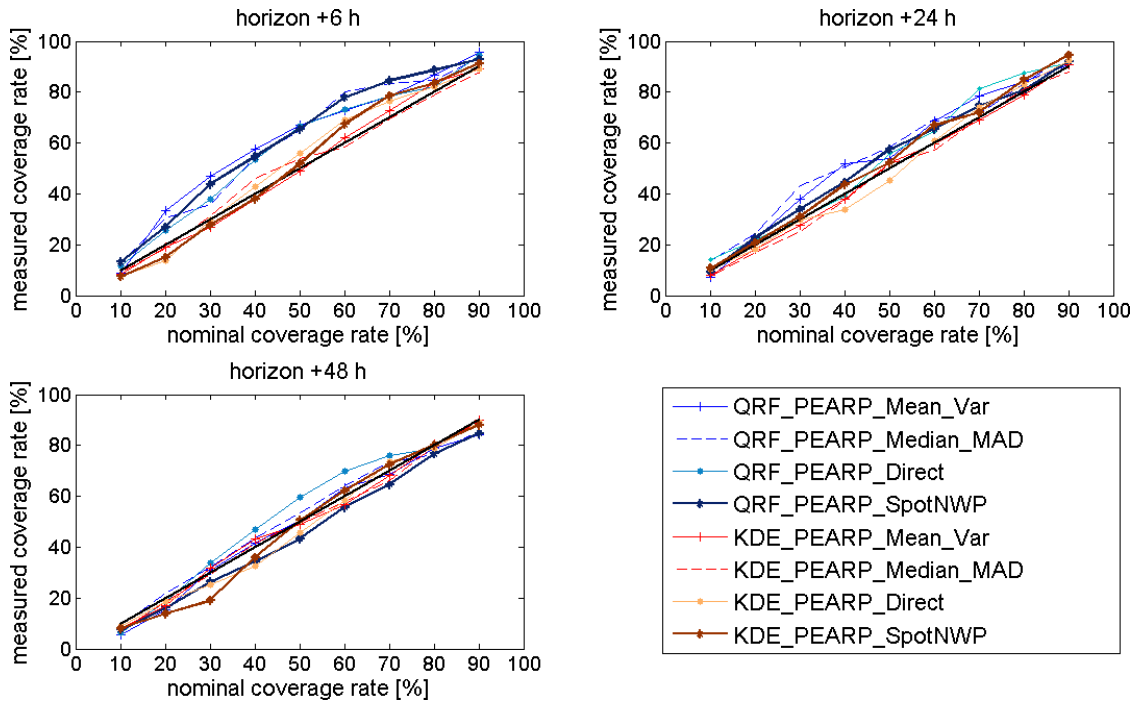 horizon +6 h
measured coverage rate [%]
100
80
60
40
20
0
10 20 30 40 50 60 70 80 90 100
nominal coverage rate [%]
horizon +24 h
measured coverage rate [%]
100
80
60
40
20
0
10 20 30 40 50 60 70 80 90 100
nominal coverage rate [%]
horizon +48 h
measured coverage rate [%]
100
80
60
40
20
0
10 20 30 40 50 60 70 80 90 100
nominal coverage rate [%]
QRF_PEARP_Mean_Var
QRF_PEARP_Median_MAD
QRF_PEARP_Direct
QRF_PEARP_SpotNWP
KDE_PEARP_Mean_Var
KDE_PEARP_Median_MAD
KDE_PEARP_Direct
KDE_PEARP_SpotNWP